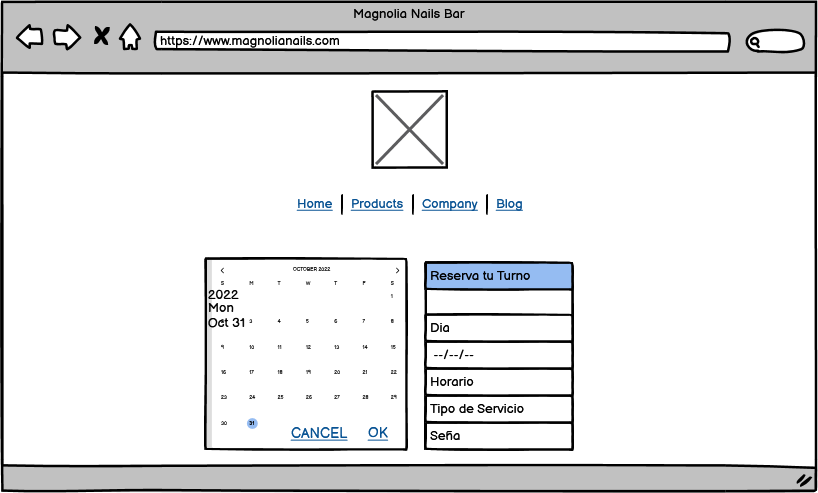 Magnolia Nails Bar
https://www.magnolianails.com
Home Products Company Blog
OCTOBER 2022
S M T W T F S
1
2022
Mon
Oct 31
3 4 5 6 7 8
9 10 11 12 13 14 15
16 17 18 19 20 21 22
23 24 25 26 27 28 29
30 31
CANCEL OK
Reserva tu Turno
Dia
--/--/--
Horario
Tipo de Servicio
Seña